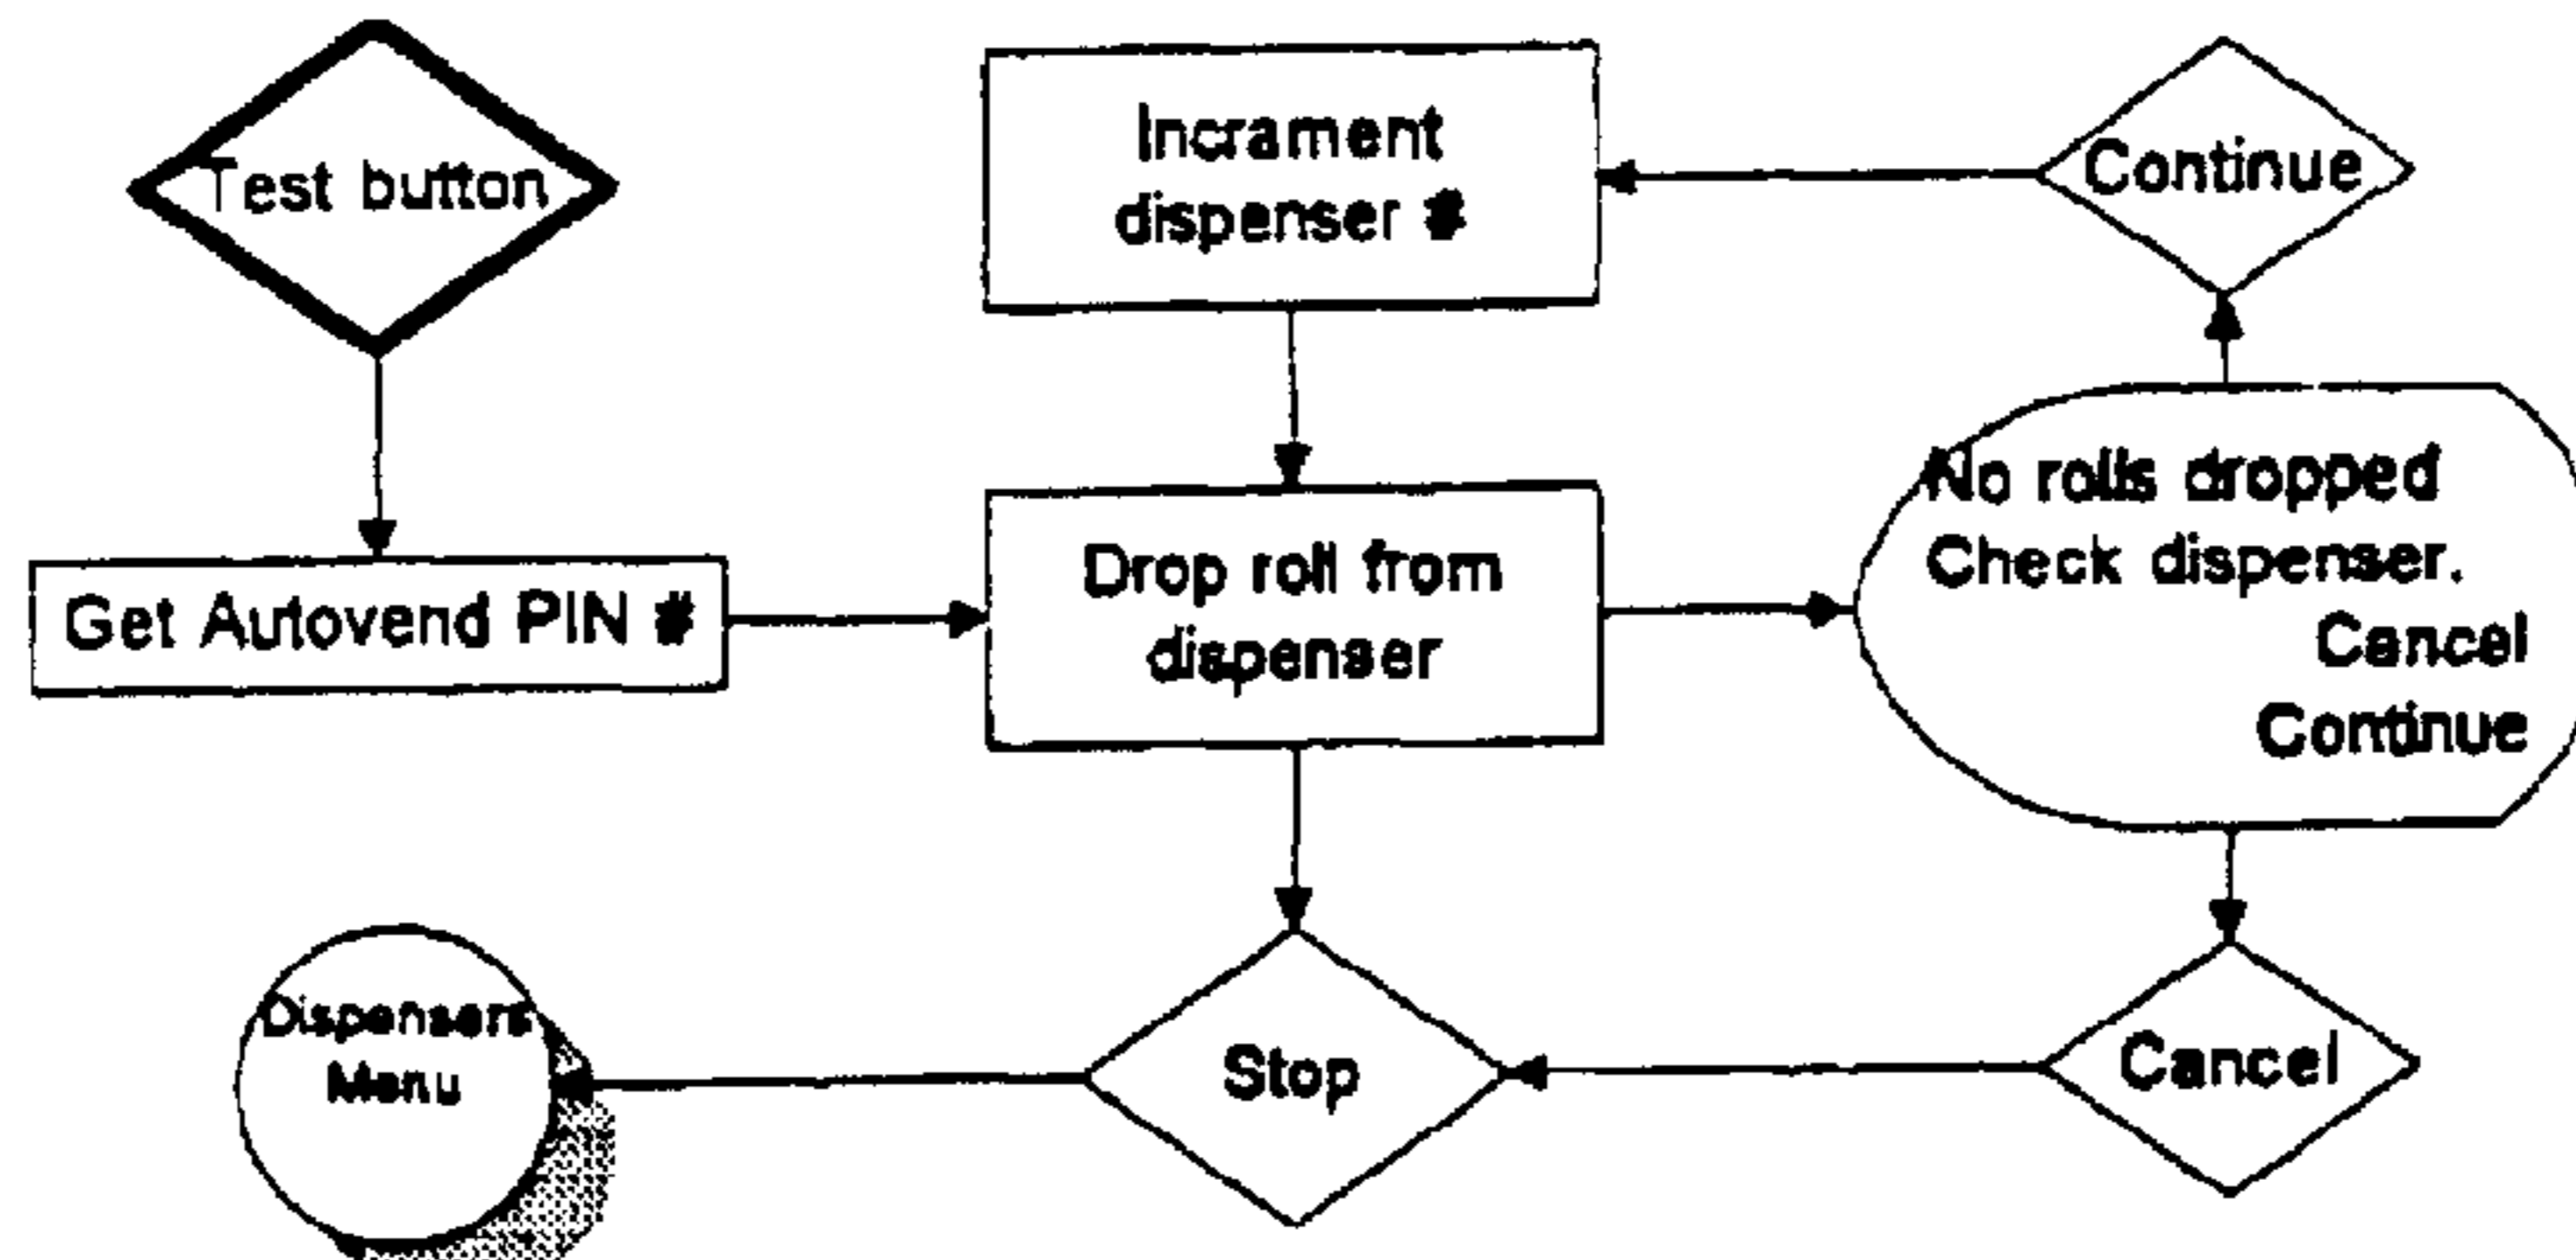 Test button
Incrament
dispenser #
Continue
Get Autovend PIN #
Drop roll from
dispenser
No rolls dropped
Check dispenser.
Cancel
Continue
Dispensers
Menu
Stop
Cancel